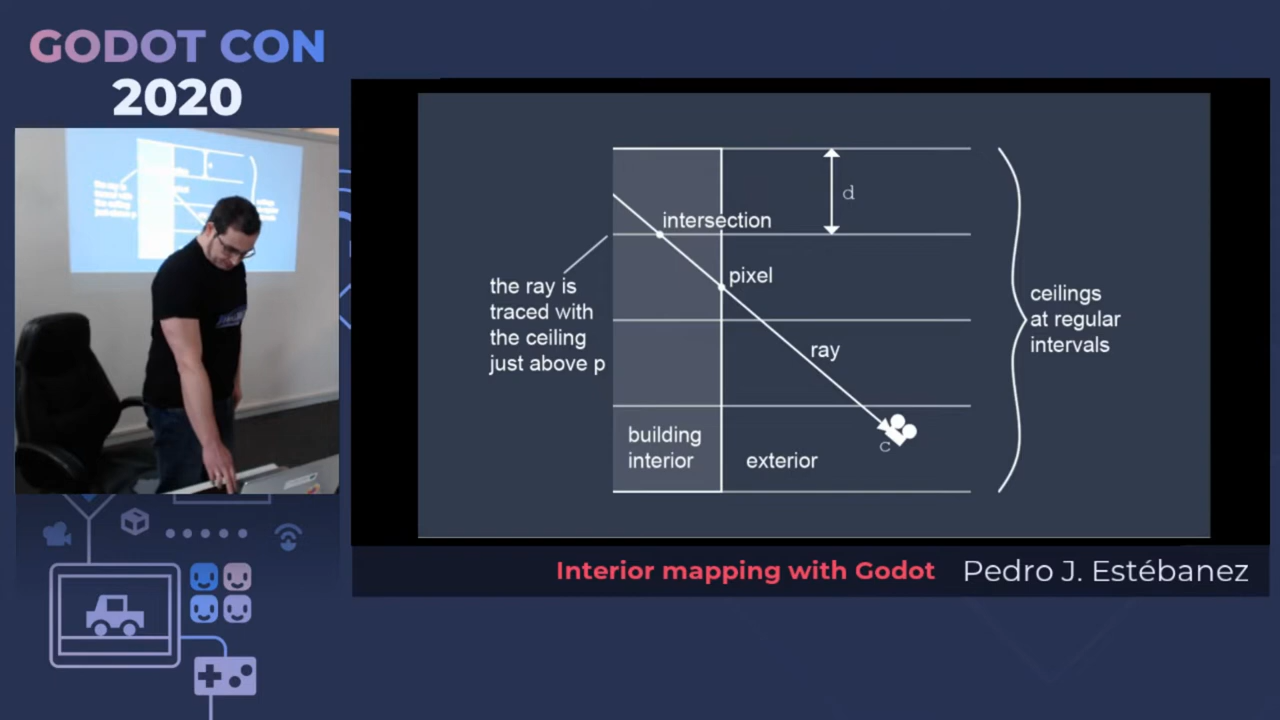 GODOT CON
2020
d
intersection
pixel
the ray is
traced with
the ceiling
just above p
ceilings
at regular
intervals
ray
C
building
interior
exterior
Interior mapping with Godot
Pedro J. Estébanez